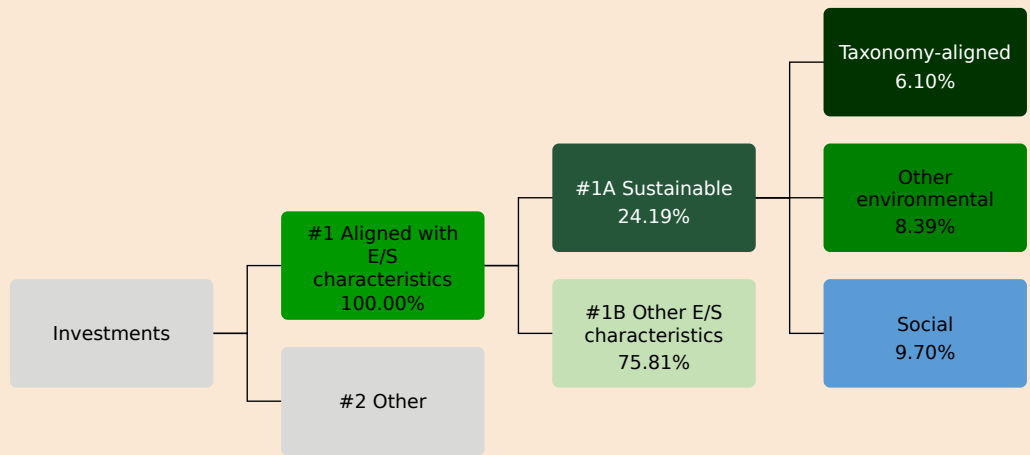 Investments
#1 Aligned with
E/S
characteristics
100.00%
#2 Other
#1A Sustainable
24.19%
#1B Other E/S
characteristics
75.81%
Taxonomy-aligned
6.10%
Other
environmental
8.39%
Social
9.70%